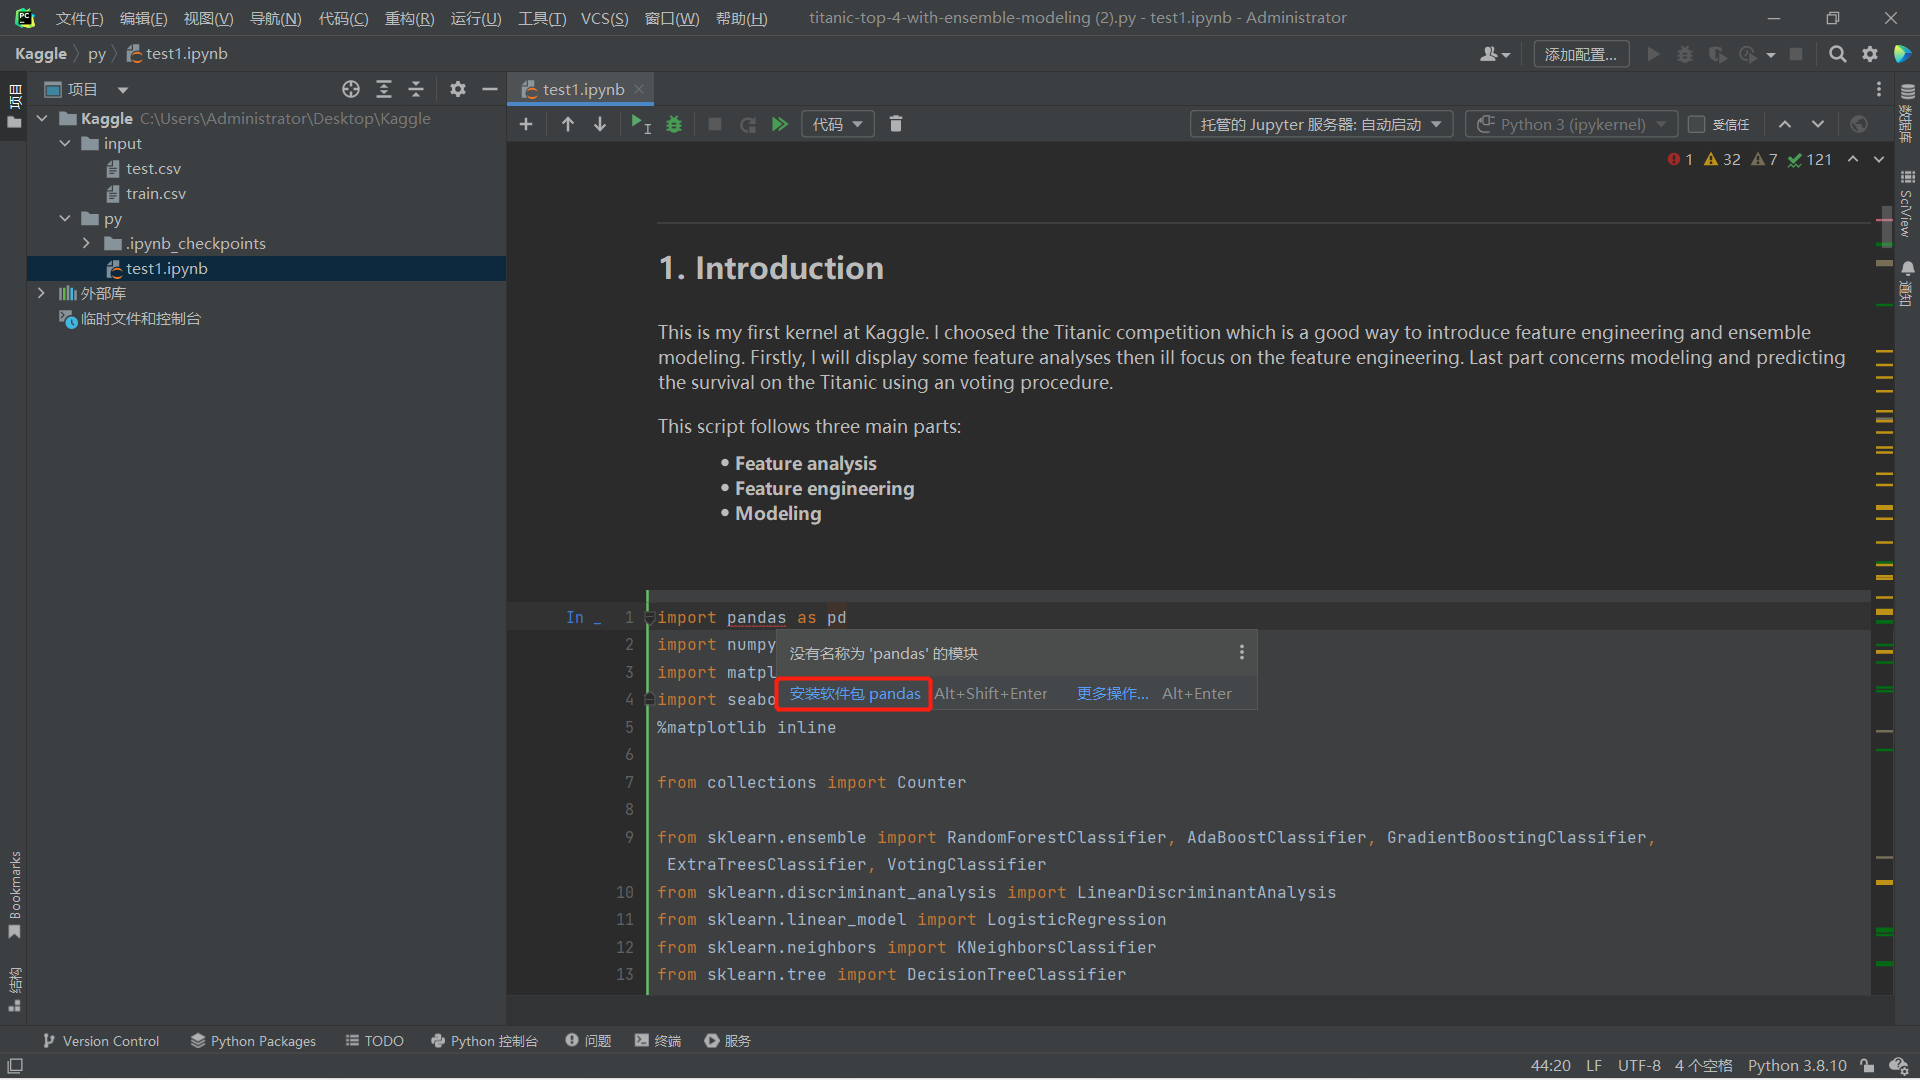 文件(F) 编辑(E) 视图(V) 导航(N) 代码(C) 重构(R) 运行(U) 工具(T) VCS(S) 窗口(W) 帮助(H) titanic-top-4-with-ensemble-modeling (2).py - test1.ipynb - Administrator
Kaggle py test1.ipynb
添加配置...
项目
项目
test1.ipynb
Kaggle C:\Users\Administrator\Desktop\Kaggle
input
test.csv
train.csv
py
.ipynb_checkpoints
test1.ipynb
外部库
临时文件和控制台
代码 托管的 Jupyter 服务器: 自动启动 Python 3 (ipykernel) 受信任
1 32 7 121
1. Introduction
This is my first kernel at Kaggle. I choosed the Titanic competition which is a good way to introduce feature engineering and ensemble
modeling. Firstly, I will display some feature analyses then ill focus on the feature engineering. Last part concerns modeling and predicting
the survival on the Titanic using an voting procedure.
This script follows three main parts:
• Feature analysis
• Feature engineering
• Modeling
In _ 1 import pandas as pd
2 import numpy
3 import matpl
4 import seabo
5 %matplotlib inline
6
7 from collections import Counter
8
9 from sklearn.ensemble import RandomForestClassifier, AdaBoostClassifier, GradientBoostingClassifier,
ExtraTreesClassifier, VotingClassifier
10 from sklearn.discriminant_analysis import LinearDiscriminantAnalysis
11 from sklearn.linear_model import LogisticRegression
12 from sklearn.neighbors import KNeighborsClassifier
13 from sklearn.tree import DecisionTreeClassifier
没有名称为 'pandas' 的模块
安装软件包 pandas Alt+Shift+Enter 更多操作... Alt+Enter
数据库
SciView
通知
Bookmarks
结构
Version Control Python Packages TODO Python 控制台 问题 终端 服务
44:20 LF UTF-8 4 个空格 Python 3.8.10